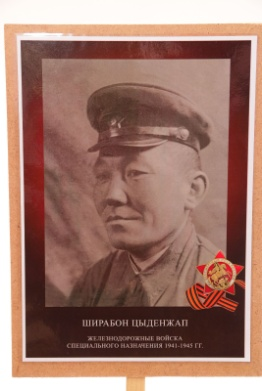 ШИРАБОН ЦЫДЕНЖАП
ЖЕЛЕЗНОДОРОЖНЫЕ ВОЙСКА
СПЕЦИАЛЬНОГО НАЗНАЧЕНИЯ 1941-1945 ГГ.